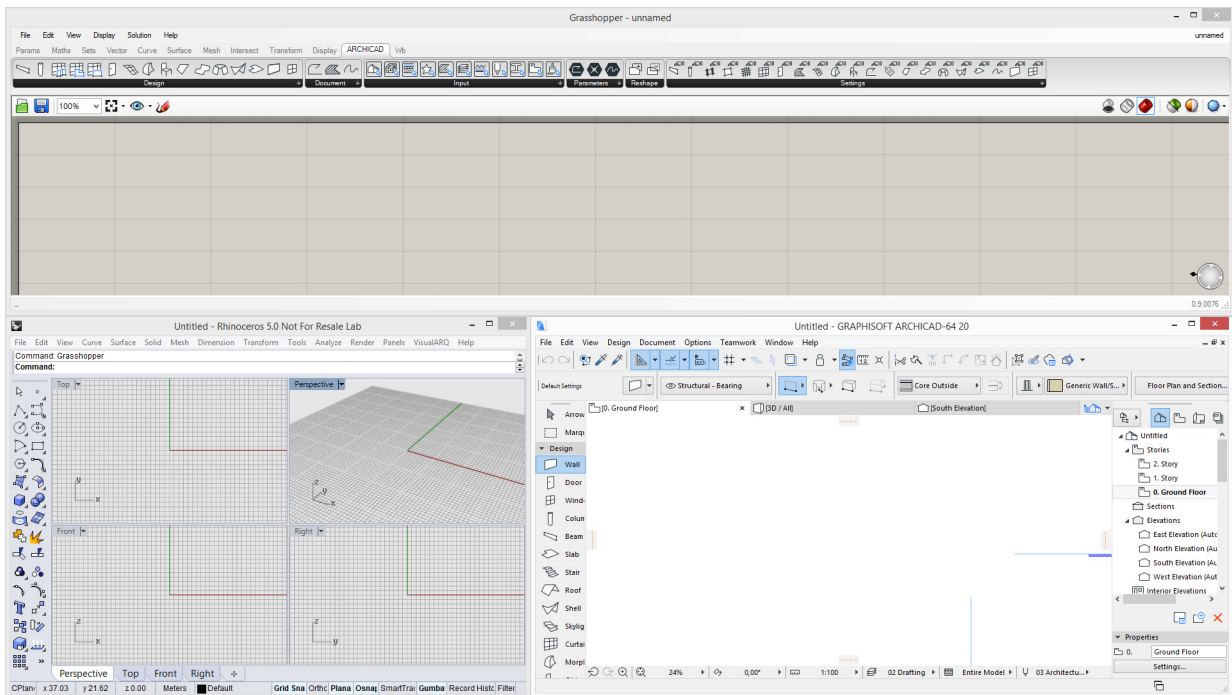 Grasshopper - unnamed
File Edit View Display Solution Help
unnamed
Params Maths Sets Vector Curve Surface Mesh Intersect Transform Display ARCHICAD Wb
Design Document Input Parameters Reshape Settings
100%
0.9.0076
Untitled - Rhinoceros 5.0 Not For Resale Lab
File Edit View Curve Surface Solid Mesh Dimension Transform Tools Analyze Render Panels VisualARQ Help
Command: Grasshopper
Command:
Top
Perspective
y
x
z
y
x
Front
Right
z
x
z
y
Perspective Top Front Right
CPlan x 37.03 y 21.62 z 0.00 Meters Default Grid Sna Ortho Plana Osnap SmartTrac Gumba Record Histo Filter
Untitled - GRAPHISOFT ARCHICAD-64 20
File Edit View Design Document Options Teamwork Window Help
Default Settings
Structural - Bearing
Core Outside
Generic Wall/S...
Floor Plan and Section...
Arrow
[0. Ground Floor]
[3D / All]
[South Elevation]
Marqu
Design
Wall
Door
Wind
Colun
Beam
Slab
Stair
Roof
Shell
Skylig
Curtai
Morpl
Untitled
Stories
2. Story
1. Story
0. Ground Floor
Sections
Elevations
East Elevation (Autc
North Elevation (Au
South Elevation (Au
West Elevation (Aut
Interior Elevations
Properties
0. Ground Floor
Settings...
24% 0,00° 1:100 02 Drafting Entire Model 03 Architectu...